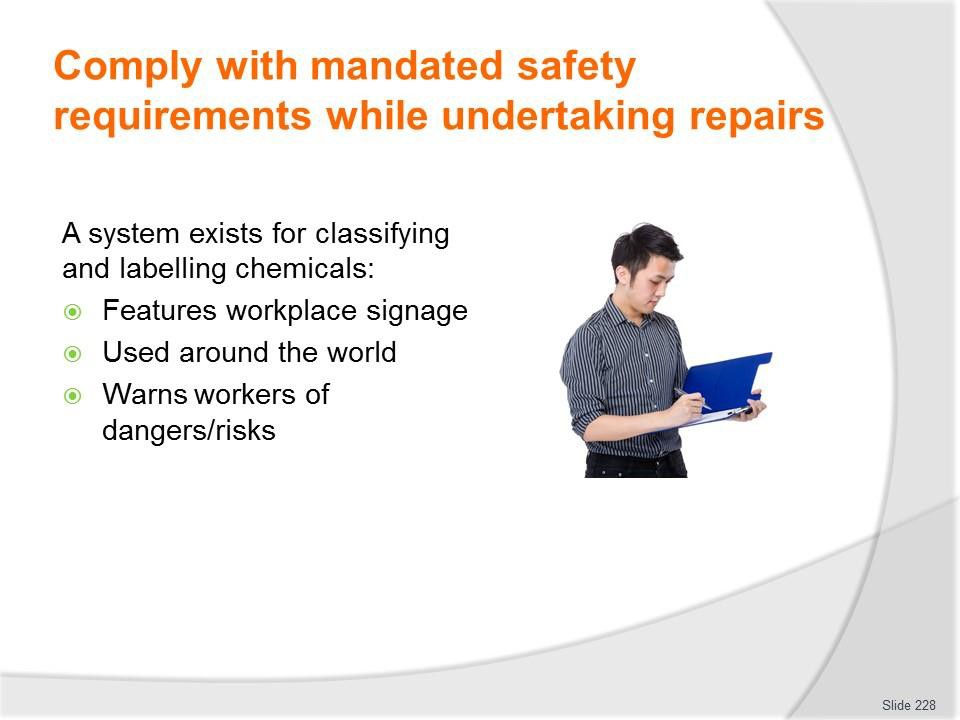 Comply with mandated safety
requirements while undertaking repairs
A system exists for classifying
and labelling chemicals:
Features workplace signage
Used around the world
Warns workers of
dangers/risks
Slide 228